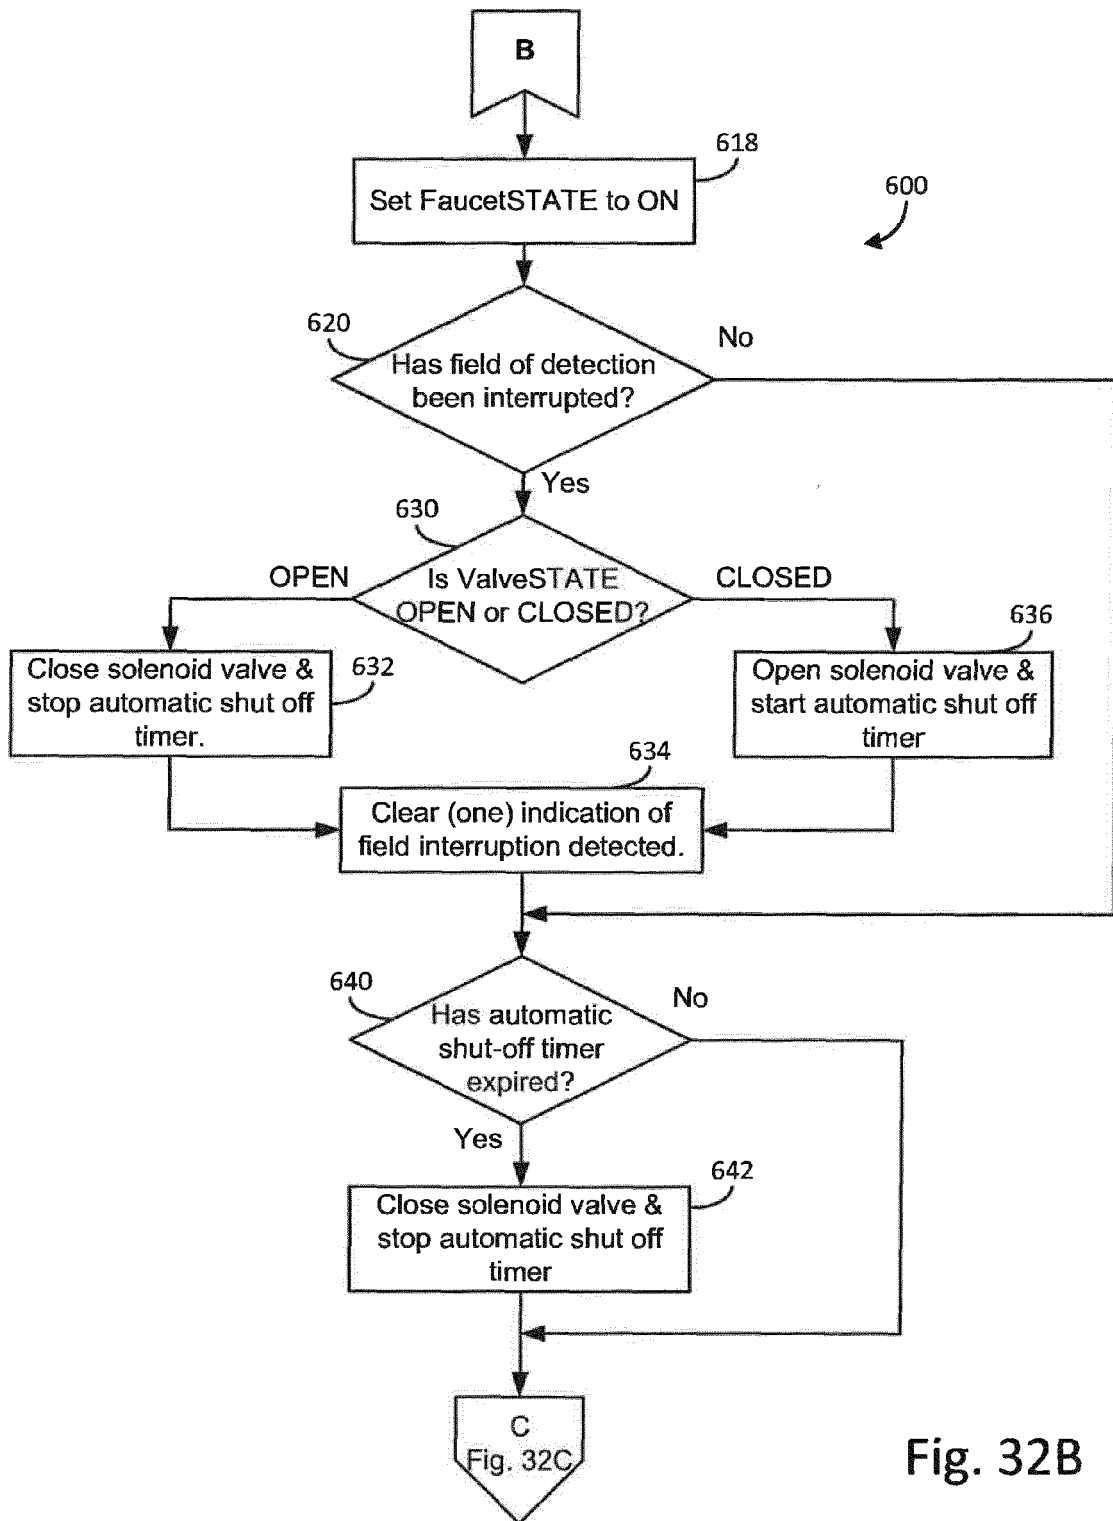 B
618
Set FaucetSTATE to ON
600
620
No
Has field of detection
been interrupted?
Yes
630
OPEN
Is ValveSTATE
OPEN or CLOSED?
CLOSED
636
Close solenoid valve &
stop automatic shut off
timer.
632
Open solenoid valve &
start automatic shut off
timer
634
Clear (one) indication of
field interruption detected.
640
No
Has automatic
shut-off timer
expired?
Yes
642
Close solenoid valve &
stop automatic shut off
timer
C
Fig. 32C
Fig. 32B